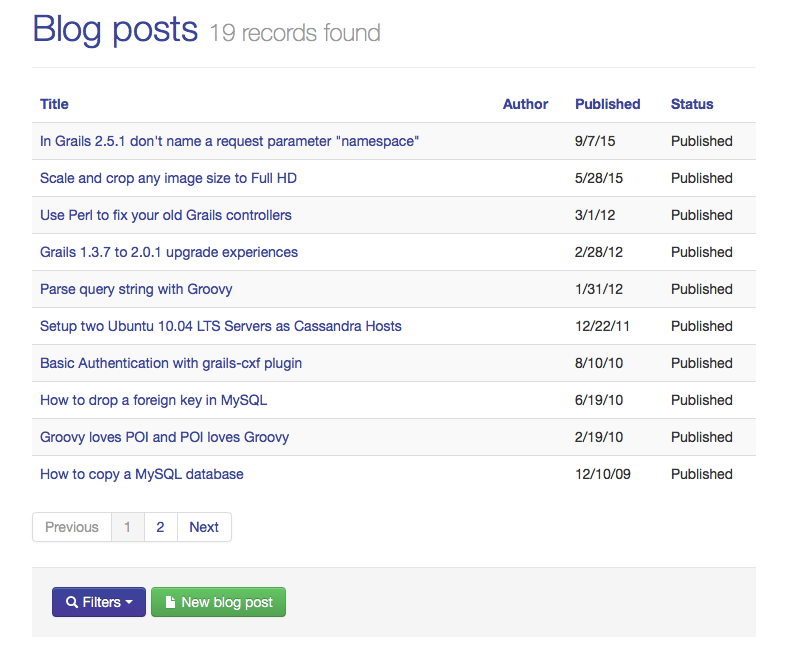 Blog posts 19 records found
Title Author Published Status
In Grails 2.5.1 don't name a request parameter "namespace" 9/7/15 Published
Scale and crop any image size to Full HD 5/28/15 Published
Use Perl to fix your old Grails controllers 3/1/12 Published
Grails 1.3.7 to 2.0.1 upgrade experiences 2/28/12 Published
Parse query string with Groovy 1/31/12 Published
Setup two Ubuntu 10.04 LTS Servers as Cassandra Hosts 12/22/11 Published
Basic Authentication with grails-cxf plugin 8/10/10 Published
How to drop a foreign key in MySQL 6/19/10 Published
Groovy loves POI and POI loves Groovy 2/19/10 Published
How to copy a MySQL database 12/10/09 Published
Previous 1 2 Next
Filters New blog post